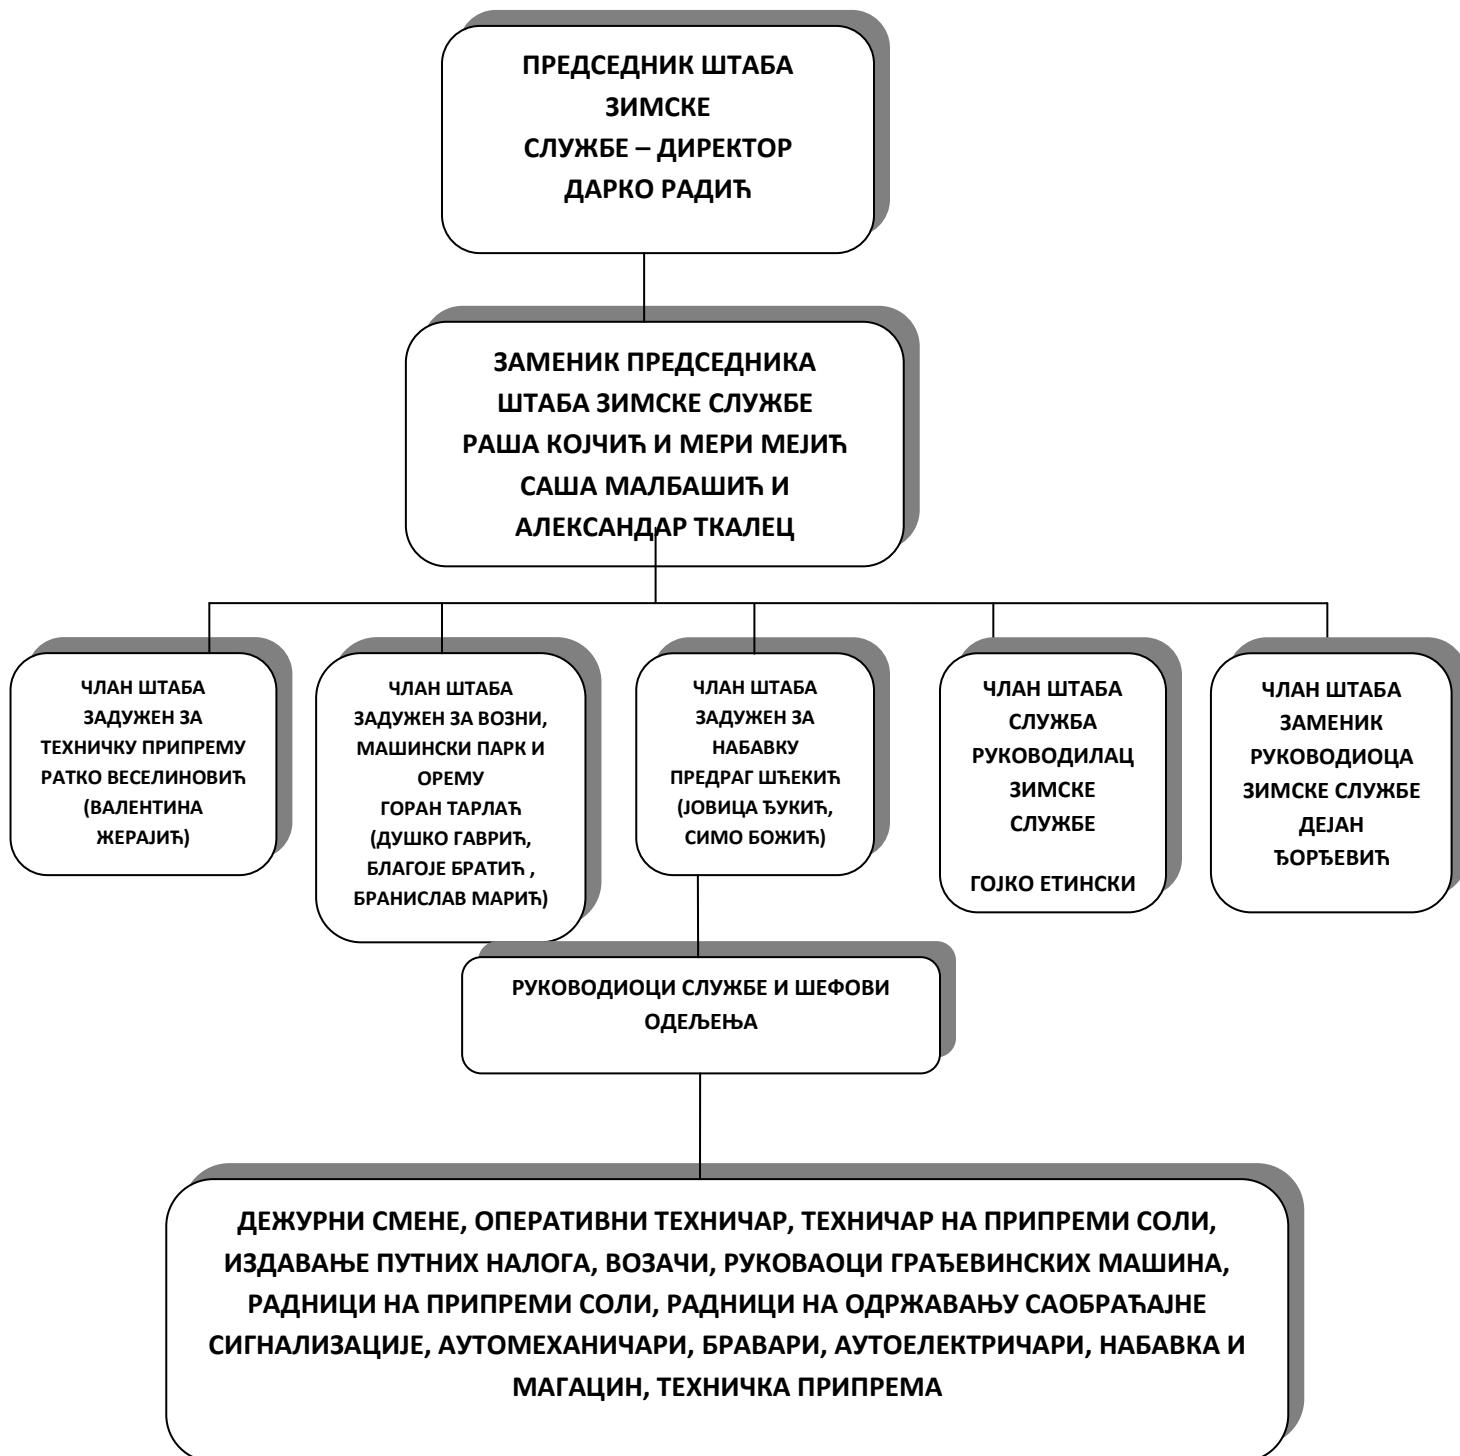 ПРЕДСЕДНИК ШТАБА
ЗИМСКЕ
СЛУЖБЕ – ДИРЕКТОР
ДАРКО РАДИЋ
ЗАМЕНИК ПРЕДСЕДНИКА
ШТАБА ЗИМСКЕ СЛУЖБЕ
РАША КОЈЧИЋ И МЕРИ МЕЈИЋ
САША МАЛБАШИЋ И
АЛЕКСАНДАР ТКАЛЕЦ
ЧЛАН ШТАБА
ЗАДУЖЕН ЗА
ТЕХНИЧКУ ПРИПРЕМУ
РАТКО ВЕСЕЛИНОВИЋ
(ВАЛЕНТИНА
ЖЕРАЈИЋ)
ЧЛАН ШТАБА
ЗАДУЖЕН ЗА ВОЗНИ,
МАШИНСКИ ПАРК И
ОРЕМУ
ГОРАН ТАРЛАЋ
(ДУШКО ГАВРИЋ,
БЛАГОЈЕ БРАТИЋ ,
БРАНИСЛАВ МАРИЋ)
ЧЛАН ШТАБА
ЗАДУЖЕН ЗА
НАБАВКУ
ПРЕДРАГ ШЋЕКИЋ
(ЈОВИЦА ЂУКИЋ,
СИМО БОЖИЋ)
ЧЛАН ШТАБА
СЛУЖБА
РУКОВОДИЛАЦ
ЗИМСКЕ
СЛУЖБЕ
ГОЈКО ЕТИНСКИ
ЧЛАН ШТАБА
ЗАМЕНИК
РУКОВОДИОЦА
ЗИМСКЕ СЛУЖБЕ
ДЕЈАН
ЂОРЂЕВИЋ
РУКОВОДИОЦИ СЛУЖБЕ И ШЕФОВИ
ОДЕЉЕЊА
ДЕЖУРНИ СМЕНЕ, ОПЕРАТИВНИ ТЕХНИЧАР, ТЕХНИЧАР НА ПРИПРЕМИ СОЛИ,
ИЗДАВАЊЕ ПУТНИХ НАЛОГА, ВОЗАЧИ, РУКОВАОЦИ ГРАЂЕВИНСКИХ МАШИНА,
РАДНИЦИ НА ПРИПРЕМИ СОЛИ, РАДНИЦИ НА ОДРЖАВАЊУ САОБРАЋАЈНЕ
СИГНАЛИЗАЦИЈЕ, АУТОМЕХАНИЧАРИ, БРАВАРИ, АУТОЕЛЕКТРИЧАРИ, НАБАВКА И
МАГАЦИН, ТЕХНИЧКА ПРИПРЕМА